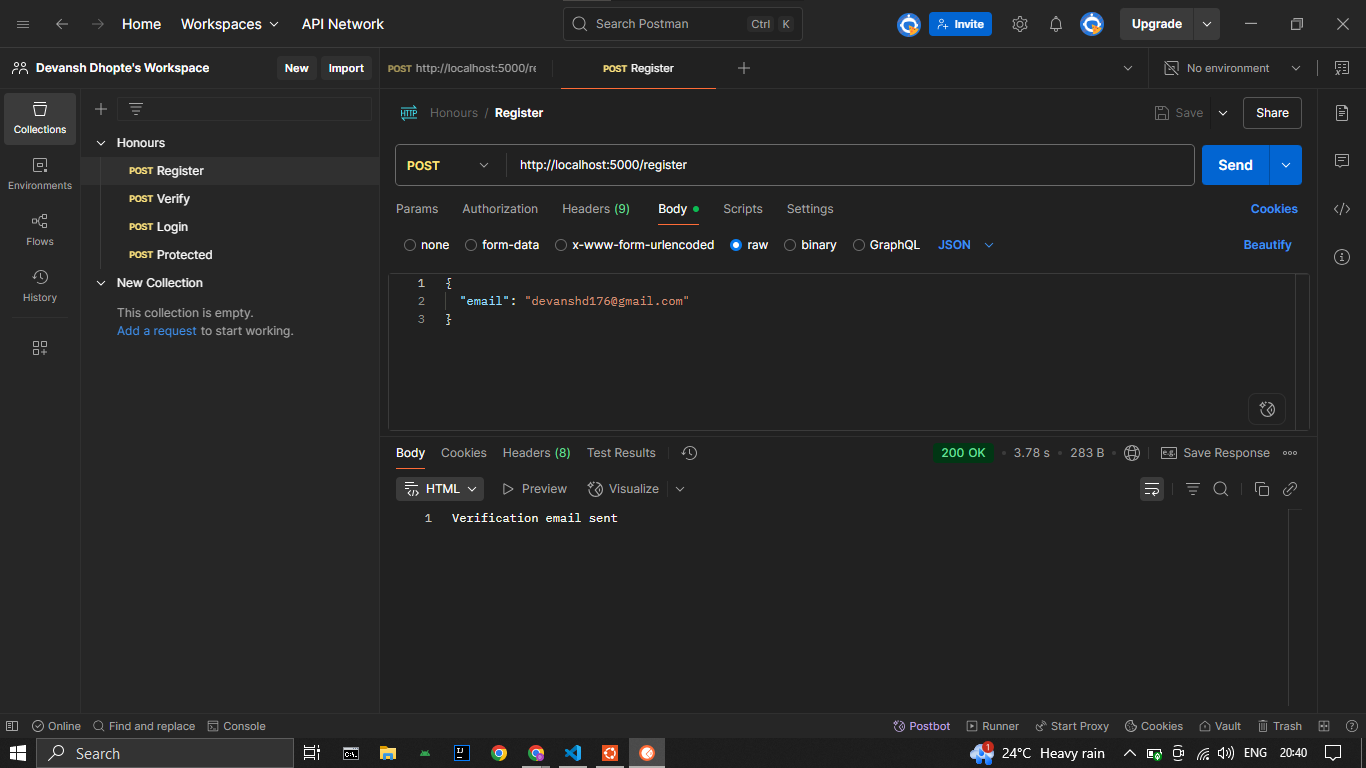 Home Workspaces API Network Search Postman Ctrl K Invite Upgrade
Devansh Dhopte's Workspace New Import POST http://localhost:5000/re POST Register No environment
Collections
Environments
Flows
History
Honours
POST Register
POST Verify
POST Login
POST Protected
New Collection
This collection is empty.
Add a request to start working.
HTTP Honours / Register Save Share
POST http://localhost:5000/register Send
Params Authorization Headers (9) Body Scripts Settings Cookies
none form-data x-www-form-urlencoded raw binary GraphQL JSON Beautify
1 {
2 "email": "devanshd176@gmail.com"
3 }
Body Cookies Headers (8) Test Results 200 OK 3.78 s 283 B e.g. Save Response
HTML Preview Visualize
1 Verification email sent
Online Find and replace Console Postbot Runner Start Proxy Cookies Vault Trash
Search 1 24°C Heavy rain ENG 20:40